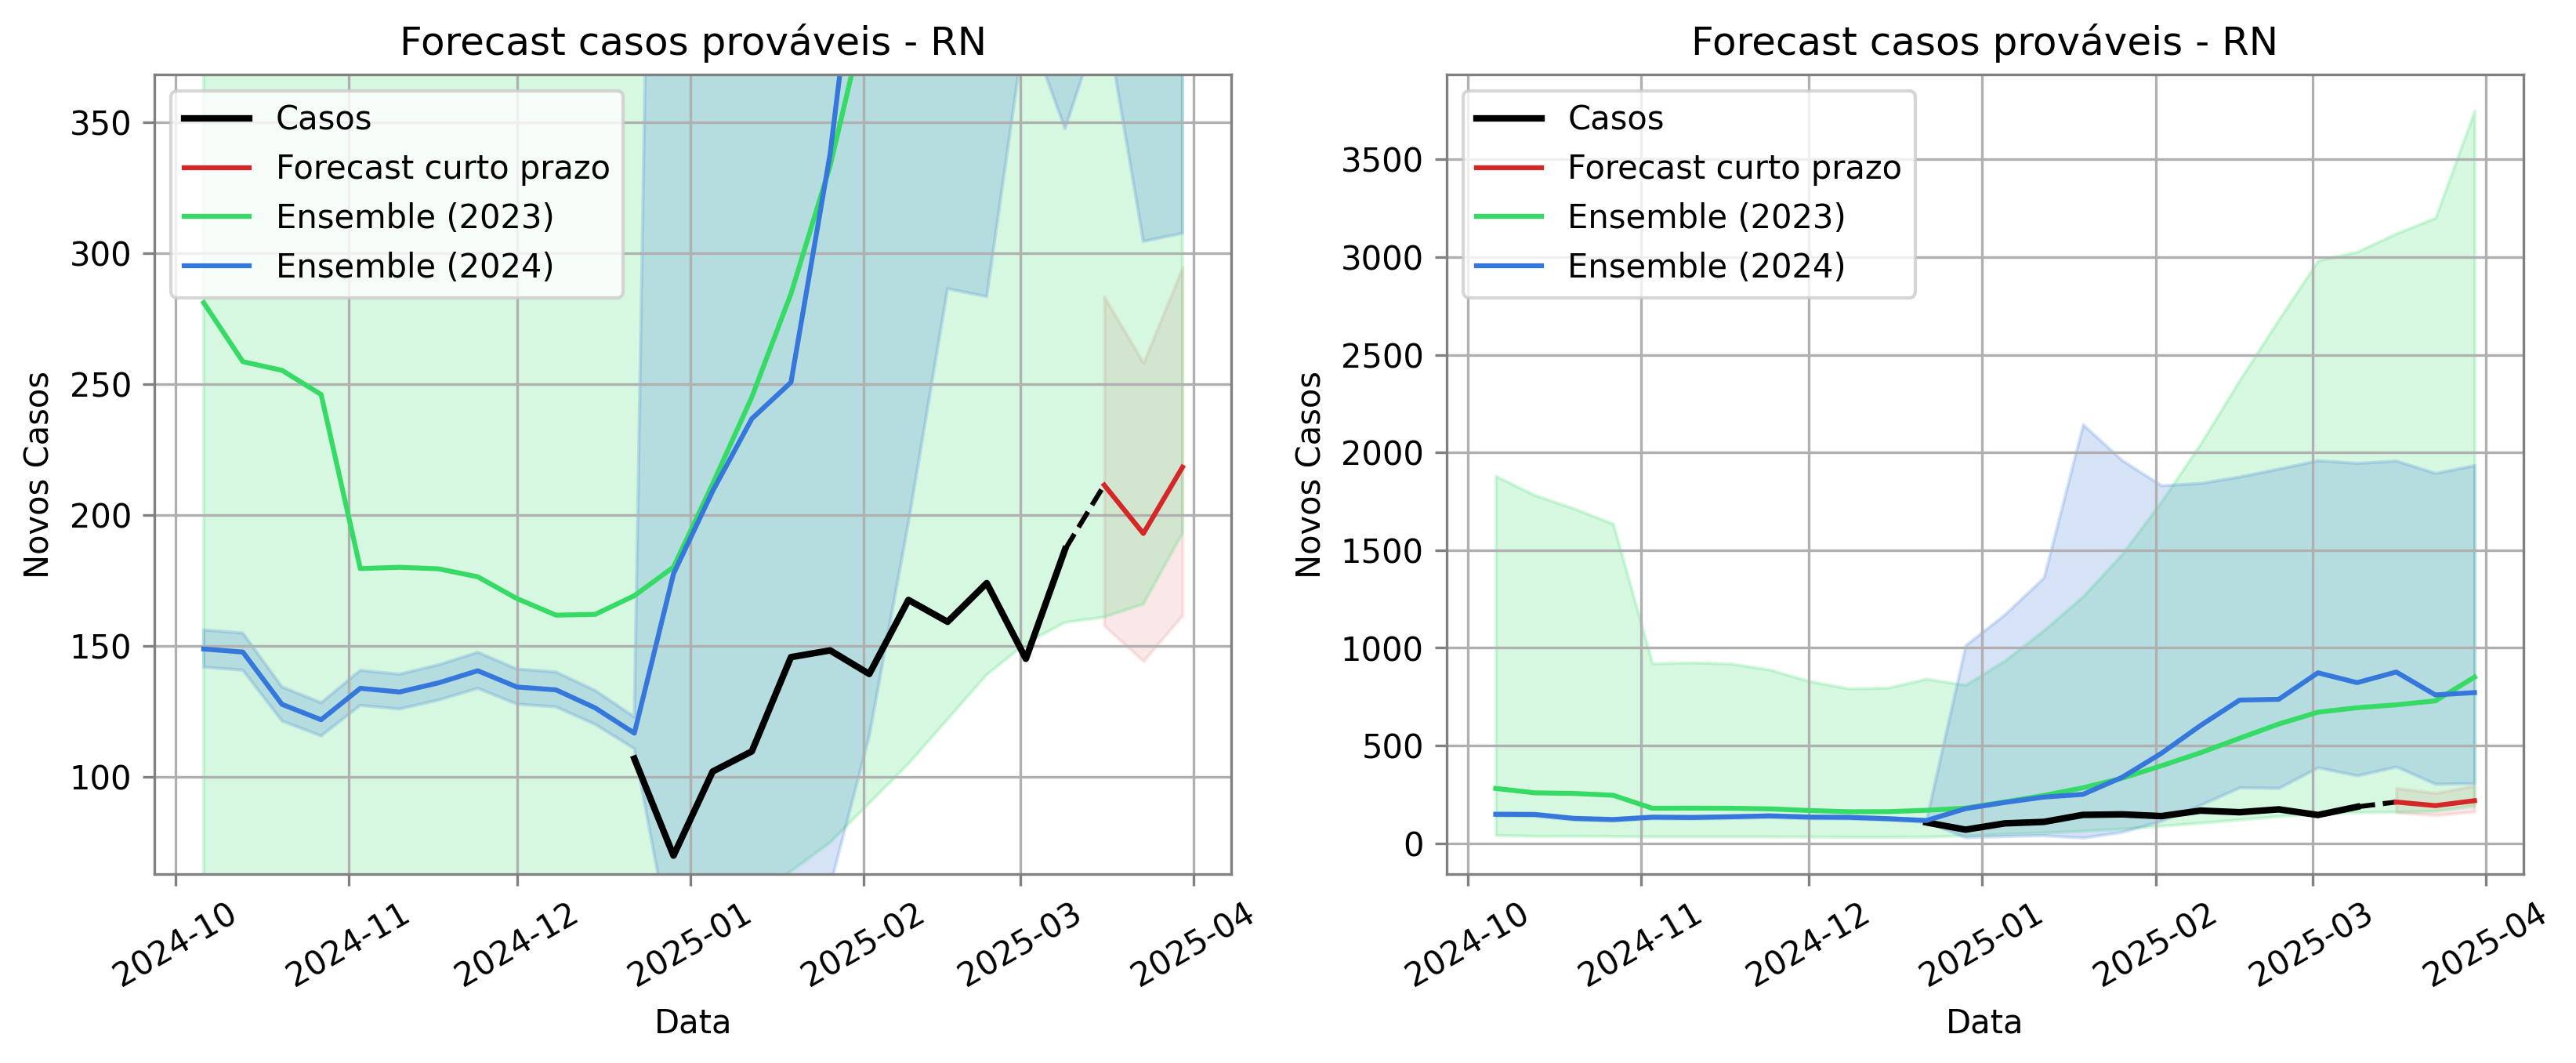 Forecast casos prováveis - RN
Casos
Forecast curto prazo
Ensemble (2023)
Ensemble (2024)
350
300
250
200
150
100
Novos Casos
2024-10
2024-11
2024-12
2025-01
2025-02
2025-03
2025-04
Data
Forecast casos prováveis - RN
Casos
Forecast curto prazo
Ensemble (2023)
Ensemble (2024)
3500
3000
2500
2000
1500
1000
500
0
Novos Casos
2024-10
2024-11
2024-12
2025-01
2025-02
2025-03
2025-04
Data